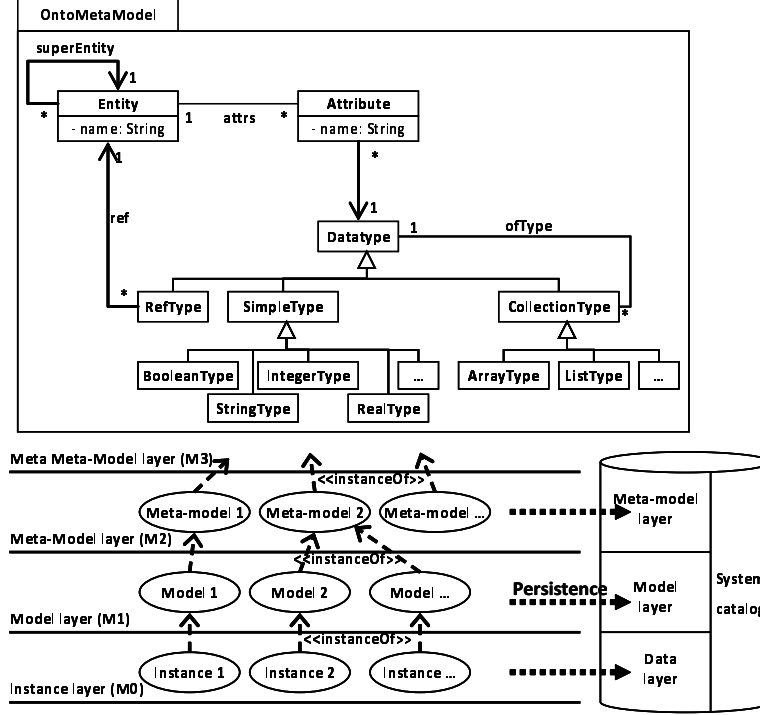 OntoMetaModel
superEntity
1
*
Entity
- name: String
1
attrs
*
Attribute
- name: String
1
*
ref
1
Datatype
1
ofType
*
RefType
SimpleType
CollectionType
*
BooleanType
IntegerType
...
ArrayType
ListType
...
StringType
RealType
Meta Meta-Model layer (M3)
<<instanceOf>>
Meta-model 1
Meta-model 2
Meta-model ...
Meta-model
layer
Meta-Model layer (M2)
<<instanceOf>>
Model 1
Model 2
Model ...
Persistence
Model
layer
System
catalog
Model layer (M1)
<<instanceOf>>
Instance 1
Instance 2
Instance ...
Data
layer
Instance layer (M0)